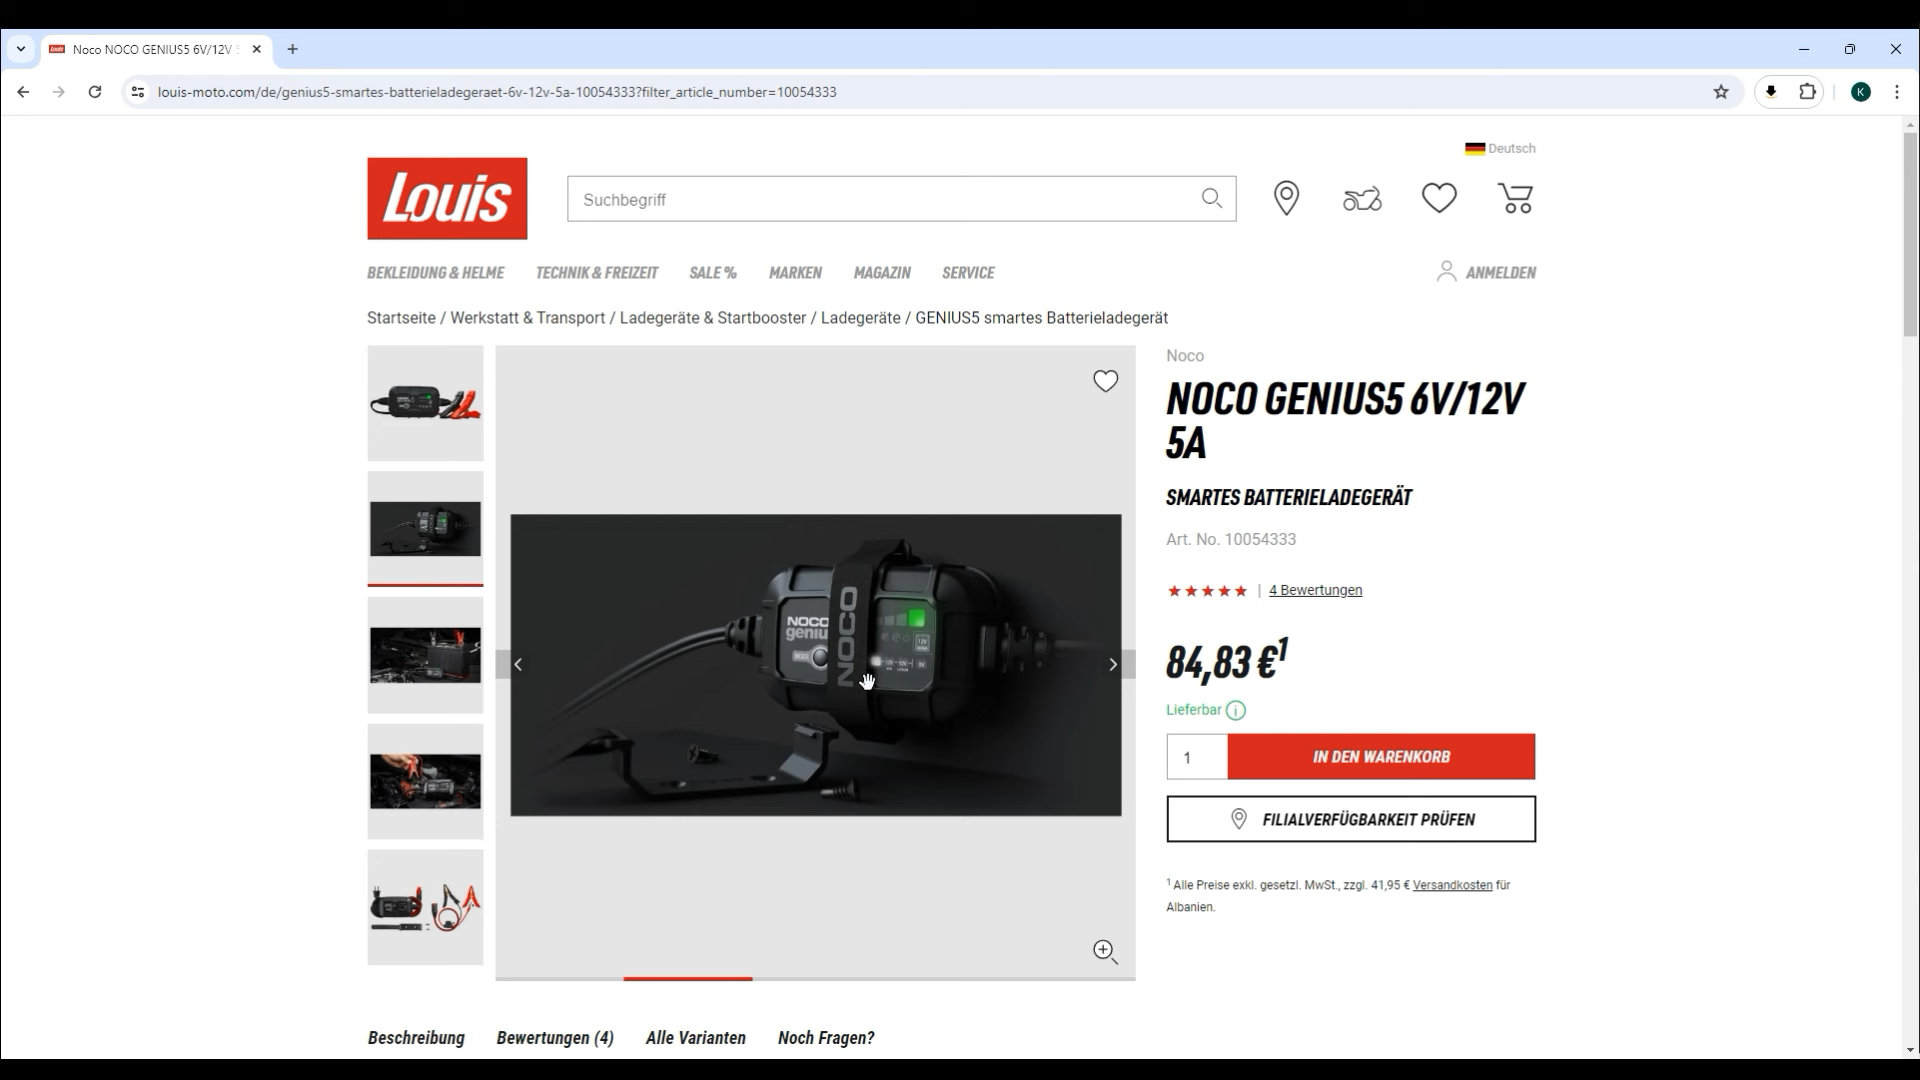 Noco NOCO GENIUS5 6V/12V
louis-moto.com/de/genius5-smartes-batterieladegeraet-6v-12v-5a-10054333?filter_article_number=10054333
K
Deutsch
Louis
Suchbegriff
BEKLEIDUNG & HELME
TECHNIK & FREIZEIT
SALE %
MARKEN
MAGAZIN
SERVICE
ANMELDEN
Startseite / Werkstatt & Transport / Ladegeräte & Startbooster / Ladegeräte / GENIUS5 smartes Batterieladegerät
Noco
NOCO GENIUS5 6V/12V
5A
SMARTES BATTERIELADEGERÄT
Art. No. 10054333
4 Bewertungen
84,83 €¹
Lieferbar
1
IN DEN WARENKORB
FILIALVERFÜGBARKEIT PRÜFEN
¹ Alle Preise exkl. gesetzl. MwSt., zzgl. 41,95 € Versandkosten für
Albanien.
NOCO
geniu
MODE
NOCO
Beschreibung
Bewertungen (4)
Alle Varianten
Noch Fragen?